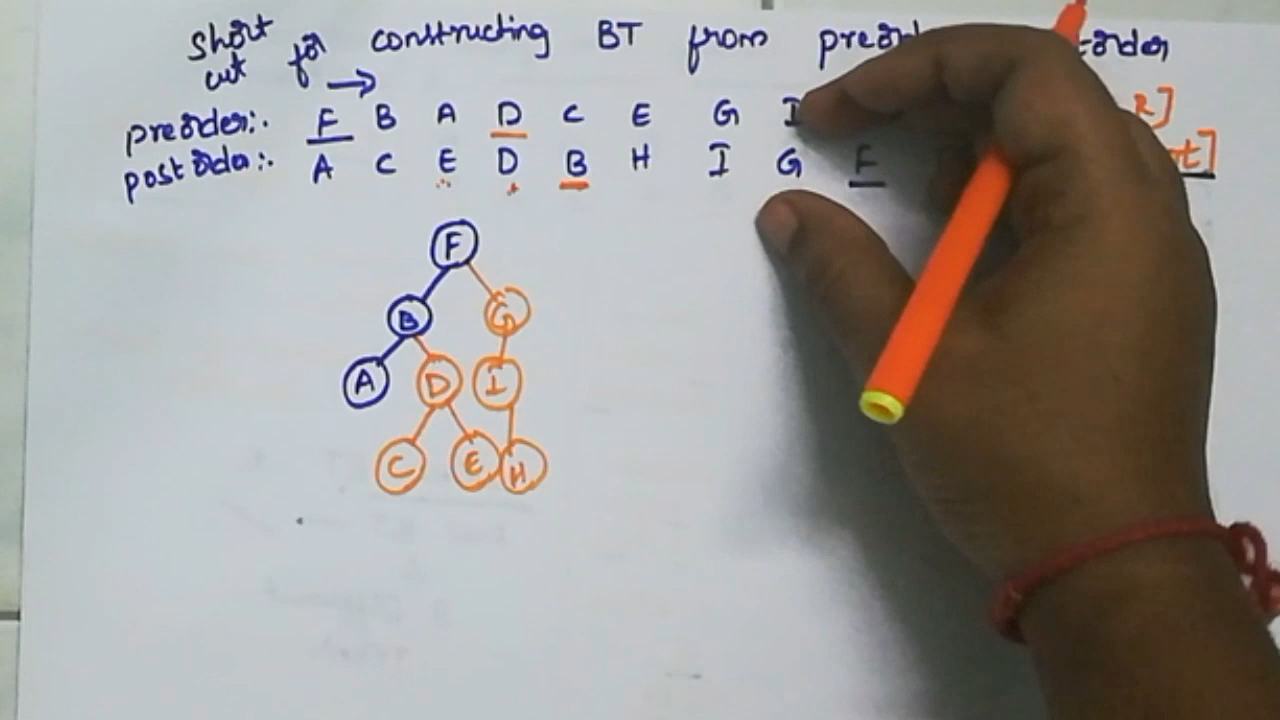 short cut for constructing BT from
preorder:. F B A D C E G I R]
postorder:. A C E D B H I G F
F
B G
A D I
C E H